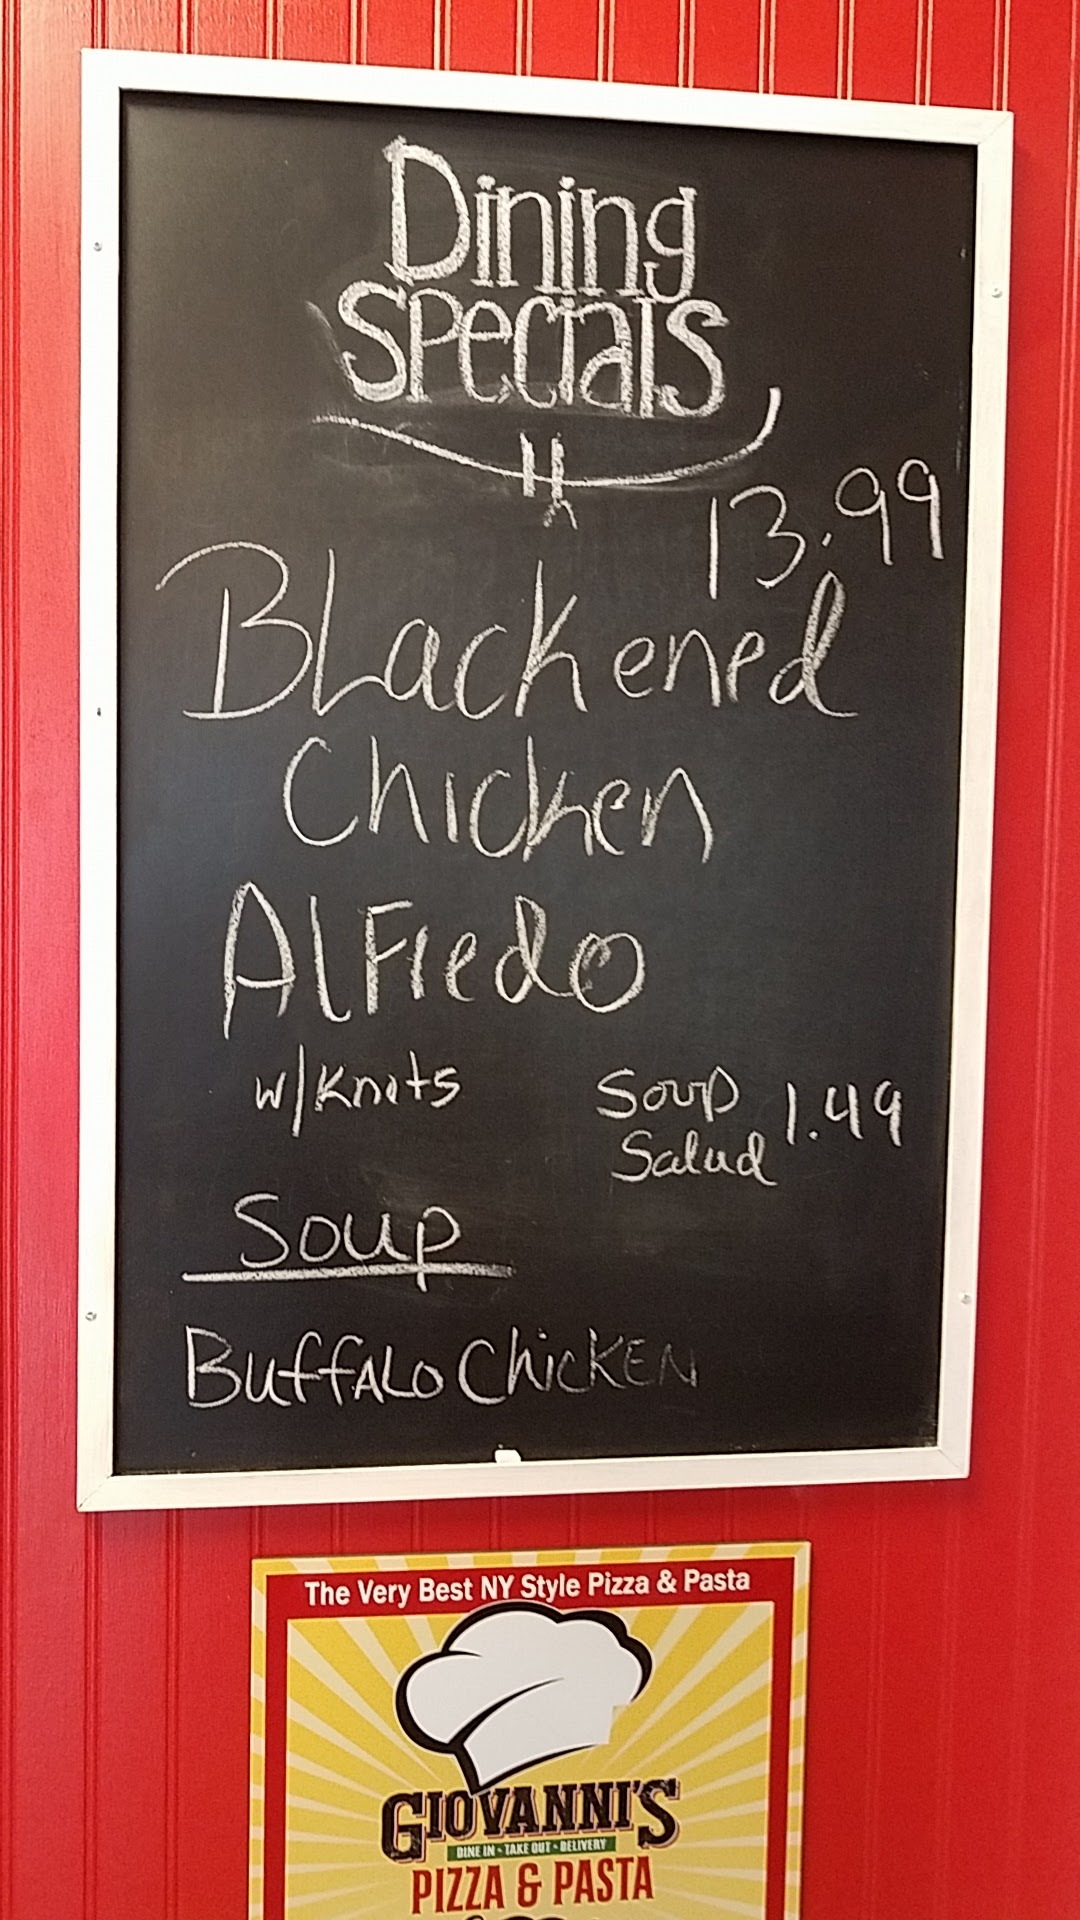 Dining
Specials
13.99
BLackened
Chicken
AlFredo
w/Knots
Soup
Salad 1.49
Soup
BuffALO ChicKEN
The Very Best NY Style Pizza & Pasta
GIOVANNI'S
DINE IN • TAKE OUT • DELIVERY
PIZZA & PASTA